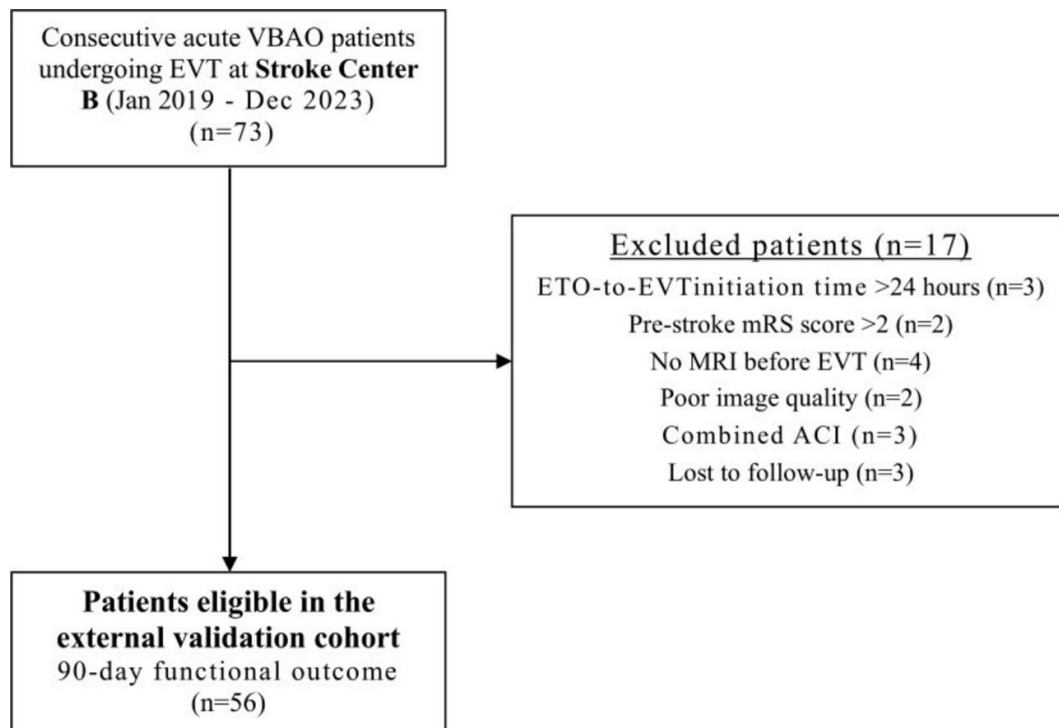 Consecutive acute VBAO patients
undergoing EVT at Stroke Center
B (Jan 2019 - Dec 2023)
(n=73)
Excluded patients (n=17)
ETO-to-EVTinitiation time >24 hours (n=3)
Pre-stroke mRS score >2 (n=2)
No MRI before EVT (n=4)
Poor image quality (n=2)
Combined ACI (n=3)
Lost to follow-up (n=3)
Patients eligible in the
external validation cohort
90-day functional outcome
(n=56)